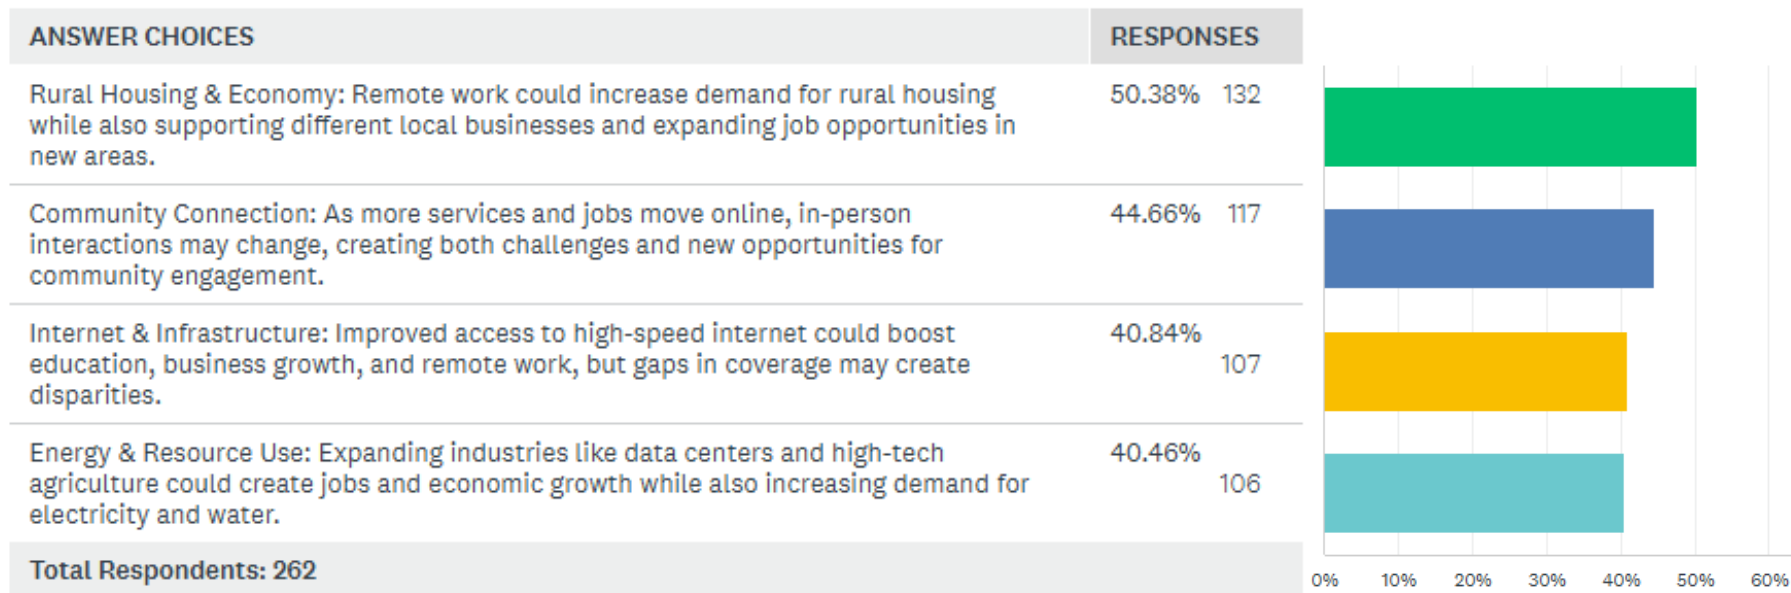 ANSWER CHOICES RESPONSES
Rural Housing & Economy: Remote work could increase demand for rural housing 50.38% 132
while also supporting different local businesses and expanding job opportunities in
new areas.
Community Connection: As more services and jobs move online, in-person 44.66% 117
interactions may change, creating both challenges and new opportunities for
community engagement.
Internet & Infrastructure: Improved access to high-speed internet could boost 40.84%
education, business growth, and remote work, but gaps in coverage may create 107
disparities.
Energy & Resource Use: Expanding industries like data centers and high-tech 40.46%
agriculture could create jobs and economic growth while also increasing demand for 106
electricity and water.
Total Respondents: 262
0% 10% 20% 30% 40% 50% 60%